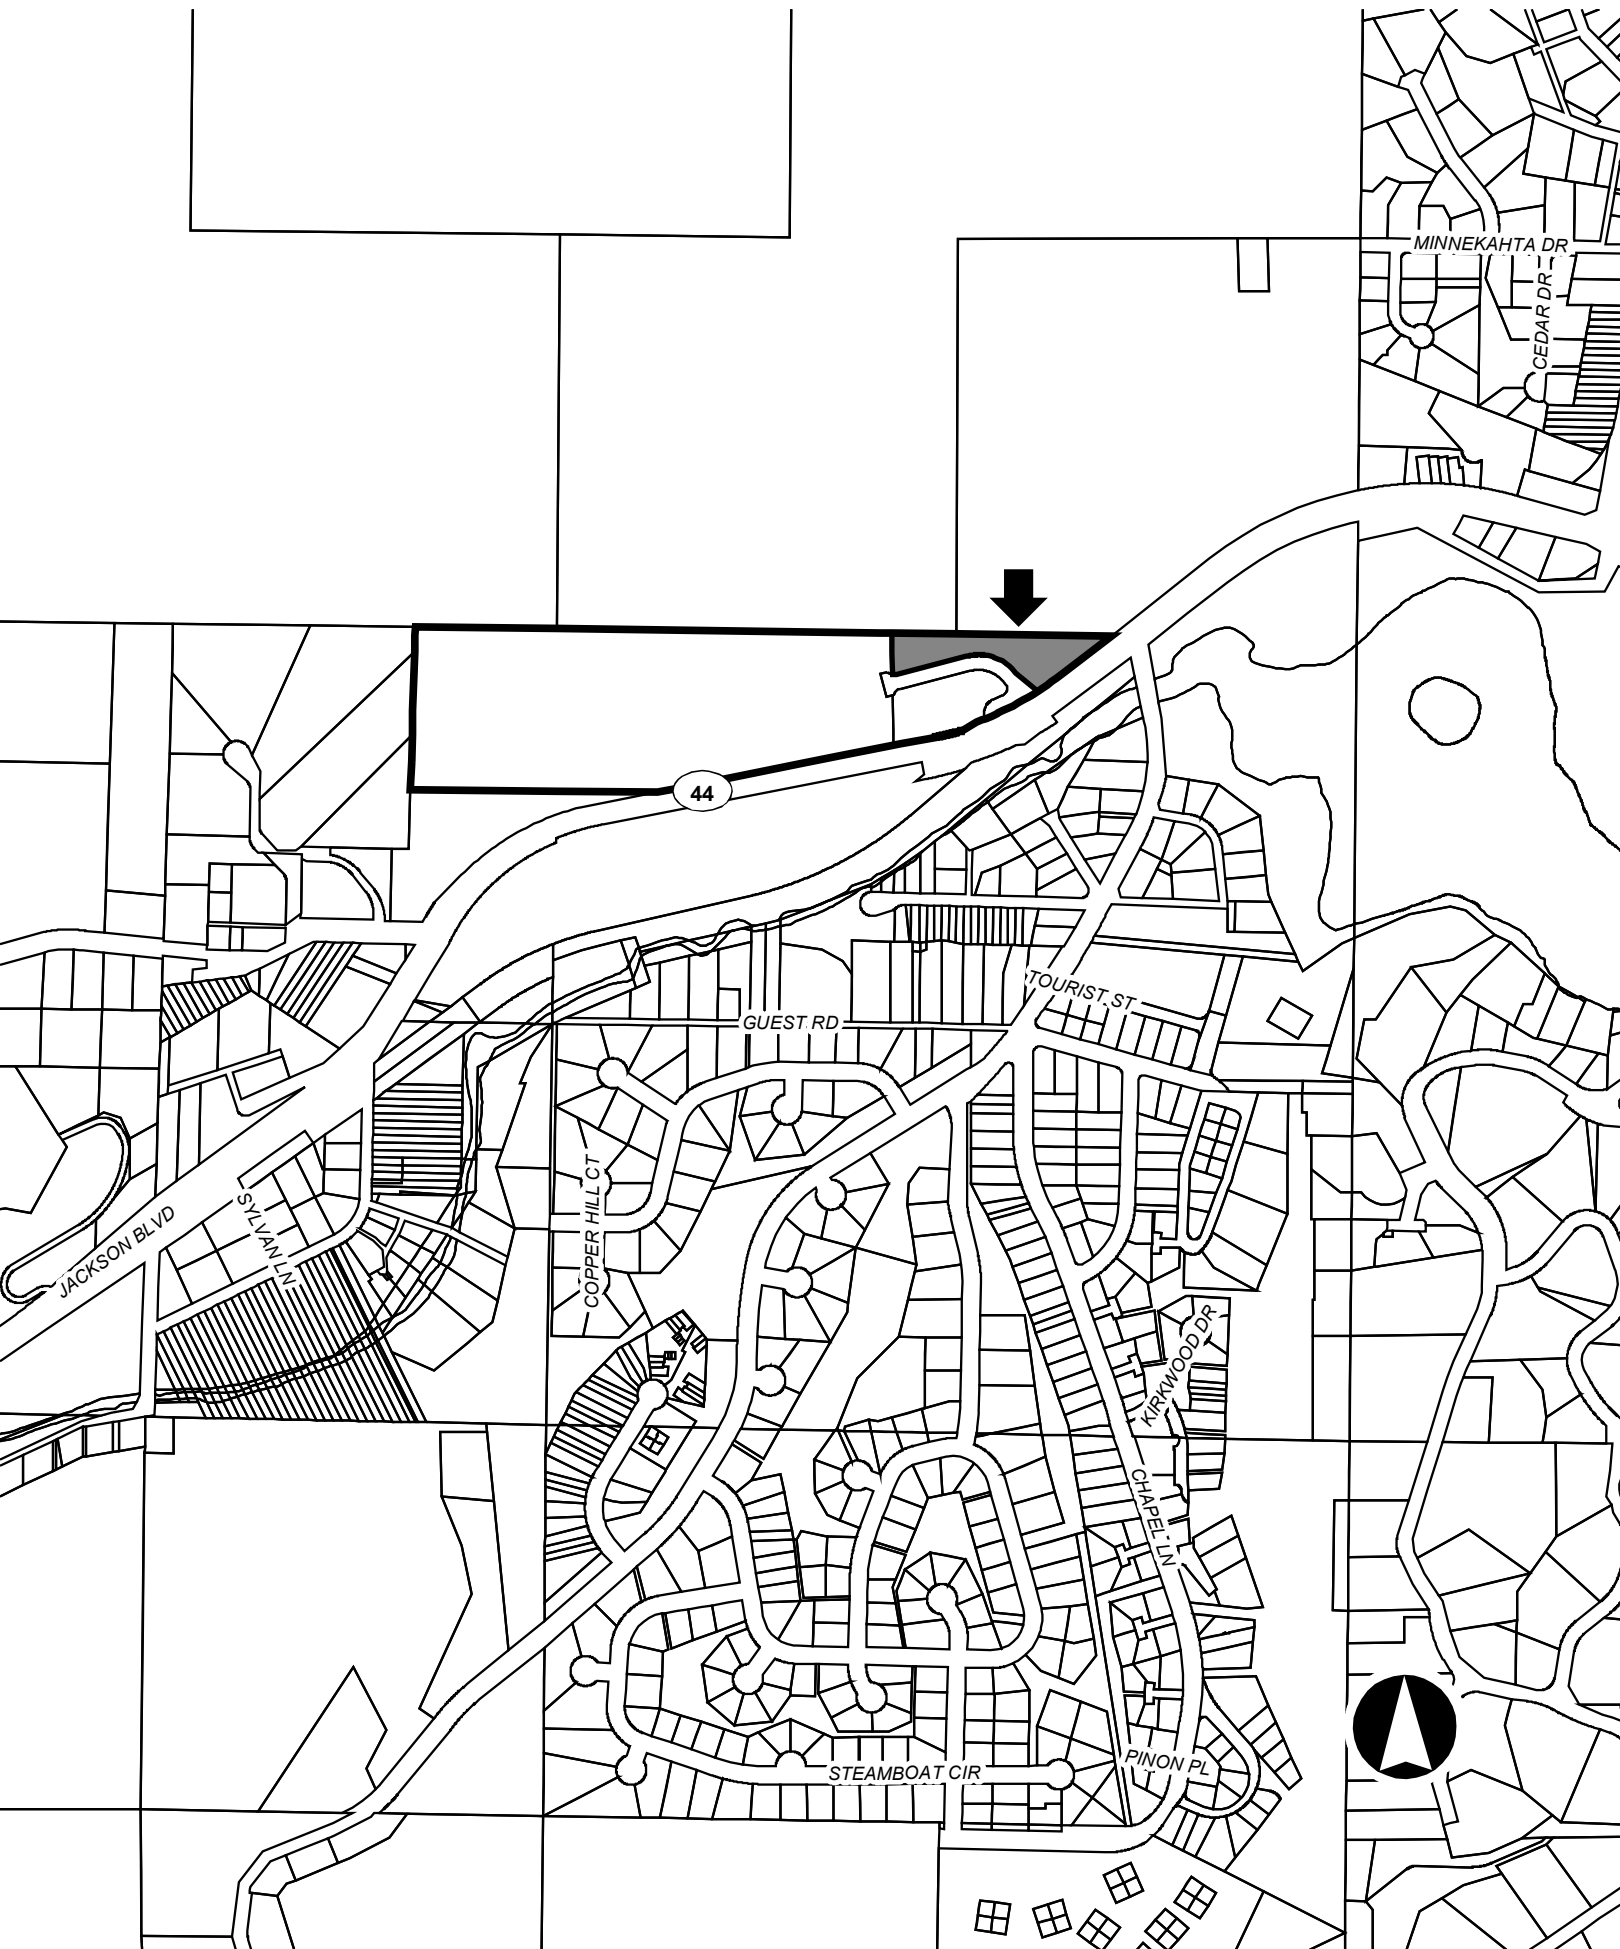 MINNEKAHTA DR
CEDAR DR
44
TOURIST ST
GUEST RD
COPPER HILL CT
SYLVAN LN
JACKSON BLVD
KIRKWOOD DR
CHAPEL LN
PINON PL
STEAMBOAT CIR